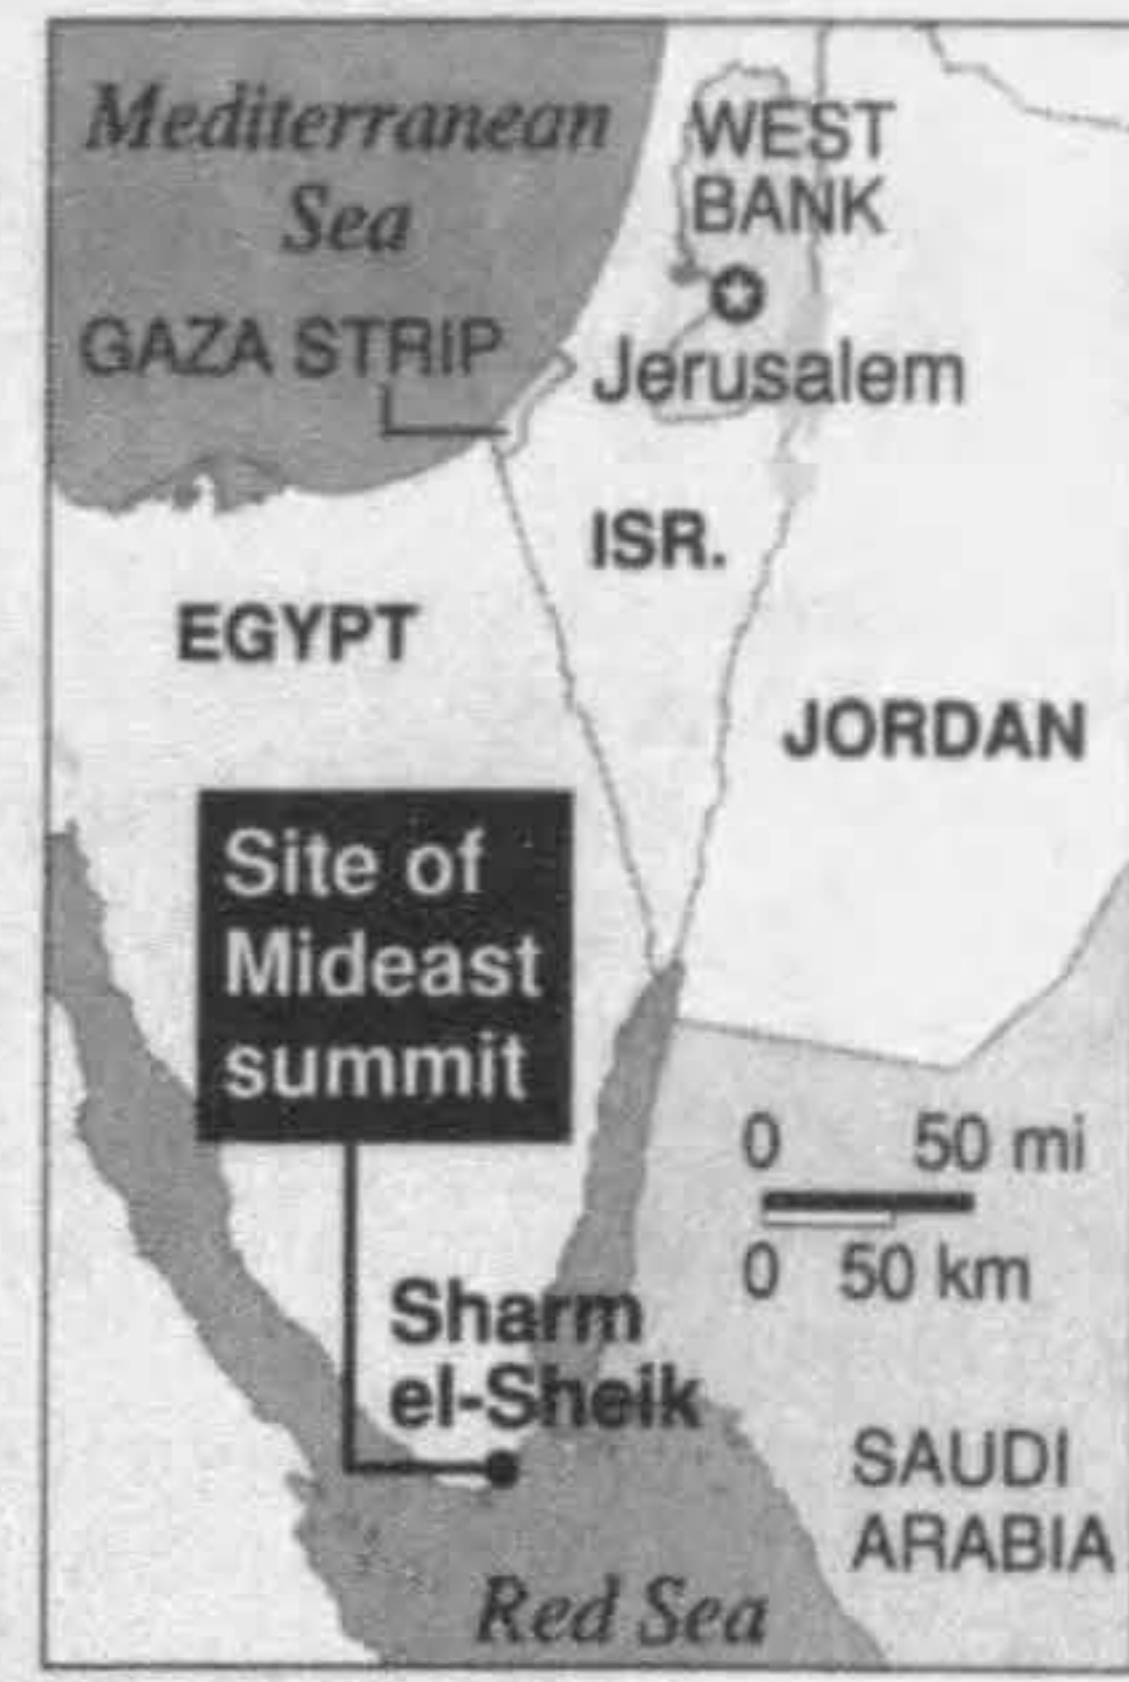 Mediterranean
Sea
WEST
BANK
GAZA STRIP
Jerusalem
ISR.
EGYPT
JORDAN
Site of
Mideast
summit
0 50 mi
0 50 km
Sharm
el-Sheik
SAUDI
ARABIA
Red Sea